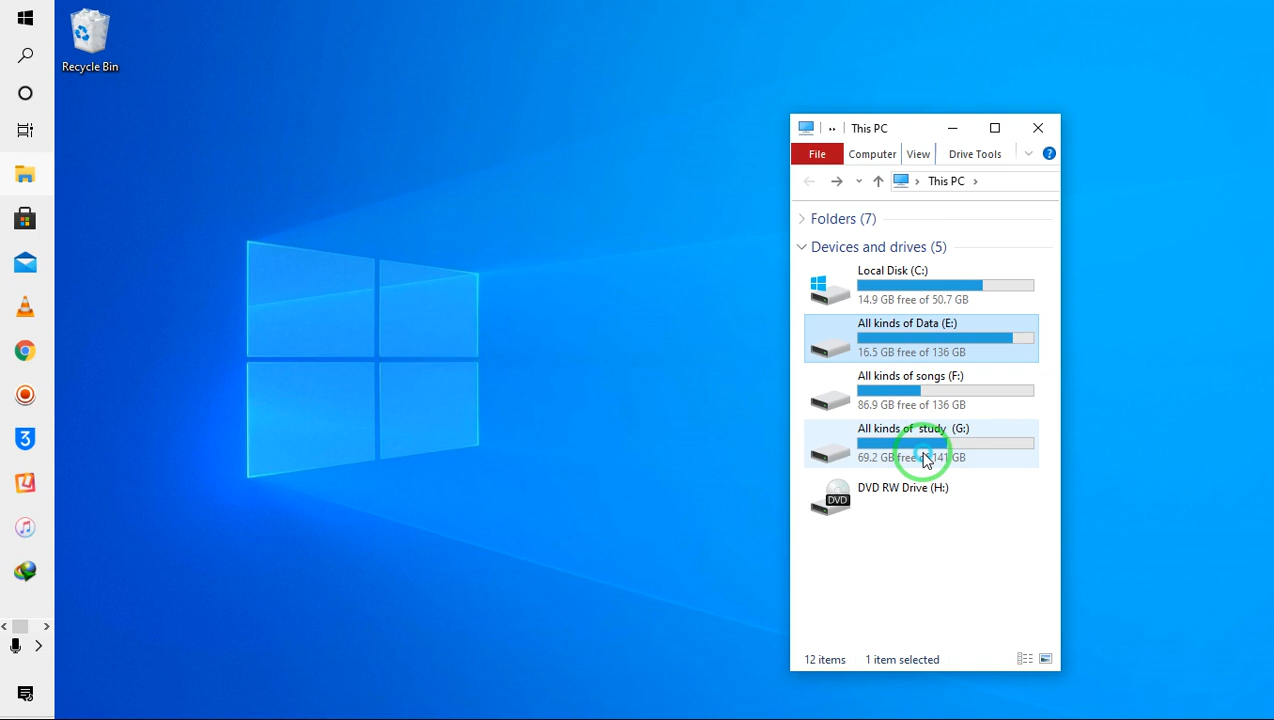 Recycle Bin
This PC
File Computer View Drive Tools
This PC
Folders (7)
Devices and drives (5)
Local Disk (C:)
14.9 GB free of 50.7 GB
All kinds of Data (E:)
16.5 GB free of 136 GB
All kinds of songs (F:)
86.9 GB free of 136 GB
All kinds of study (G:)
69.2 GB free of 141 GB
DVD
DVD RW Drive (H:)
12 items 1 item selected